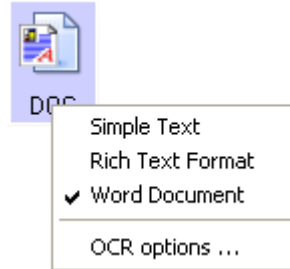 DOC
Simple Text
Rich Text Format
Word Document
OCR options ...